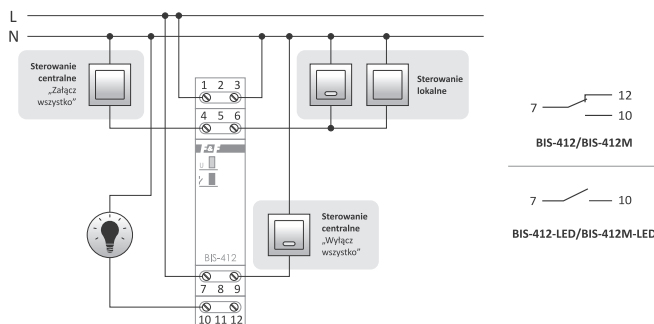 L
N
Sterowanie
centralne
„Załącz
wszystko”
1 2 3
4 5 6
F&F
U
BIS-412
7 8 9
10 11 12
Sterowanie
lokalne
Sterowanie
centralne
„Wyłącz
wszystko”
7 12
10
BIS-412/BIS-412M
7 10
BIS-412-LED/BIS-412M-LED